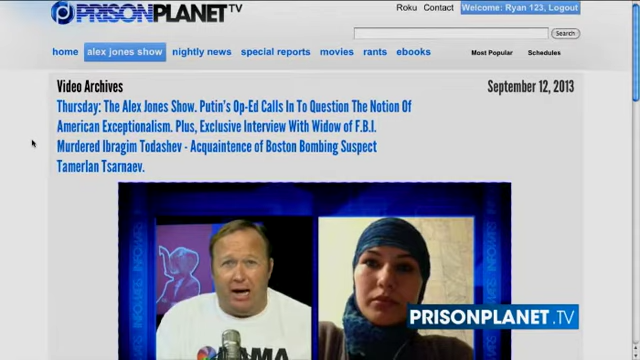 PRISONPLANET TV
Roku Contact Welcome: Ryan 123, Logout
Search
home alex jones show nightly news special reports movies rants ebooks
Most Popular Schedules
Video Archives September 12, 2013
Thursday: The Alex Jones Show. Putin's Op-Ed Calls In To Question The Notion Of
American Exceptionalism. Plus, Exclusive Interview With Widow of F.B.I.
Murdered Ibragim Todashev - Acquaintence of Boston Bombing Suspect
Tamerlan Tsarnaev.
PRISONPLANET.TV